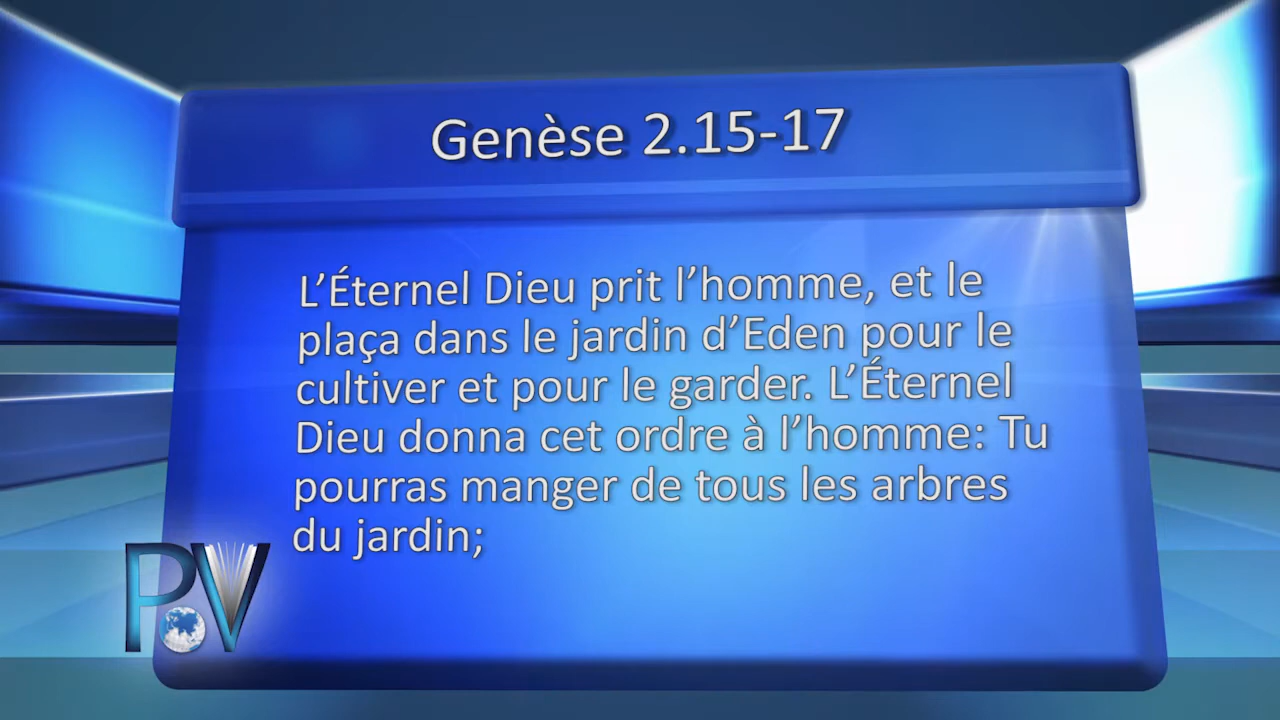 Genèse 2.15-17
L’Éternel Dieu prit l’homme, et le
plaça dans le jardin d’Eden pour le
cultiver et pour le garder. L’Éternel
Dieu donna cet ordre à l’homme: Tu
pourras manger de tous les arbres
du jardin;
PV